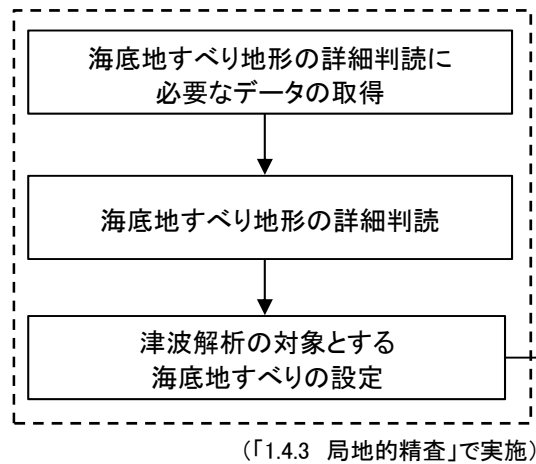 海底地すべり地形の詳細判読に
必要なデータの取得
海底地すべり地形の詳細判読
津波解析の対象とする
海底地すべりの設定
（「1.4.3 局地的精査」で実施）